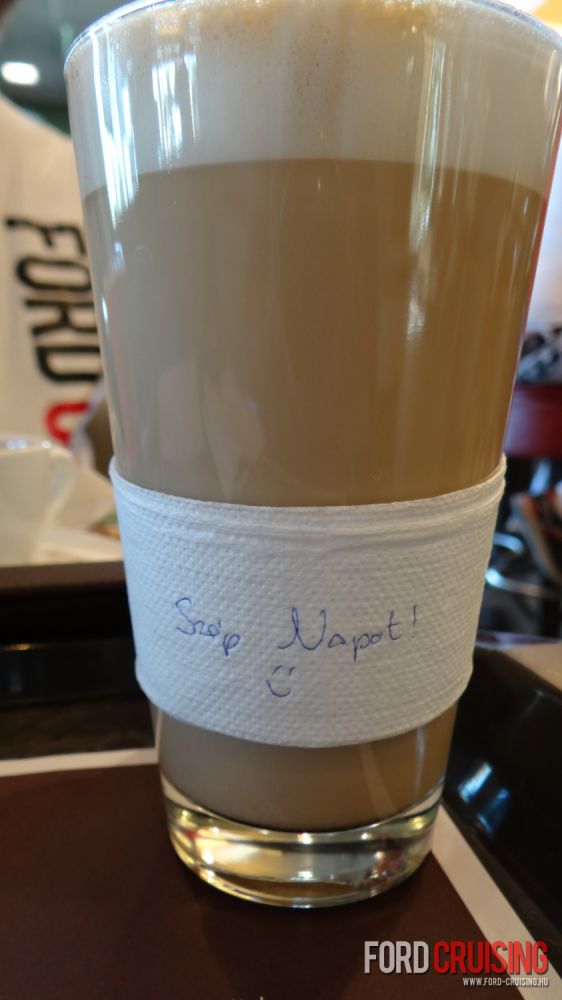 FORD C
Szép Napot!
FORD CRUISING
WWW.FORD-CRUISING.HU